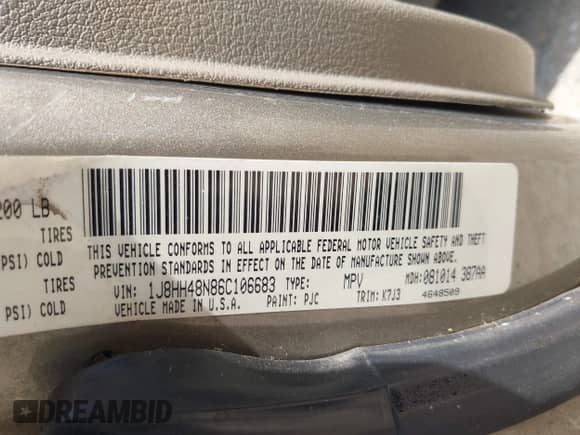 200 LB
TIRES
PSI) COLD
TIRES
PSI) COLD
THIS VEHICLE CONFORMS TO ALL APPLICABLE FEDERAL MOTOR VEHICLE SAFETY AND THEFT
PREVENTION STANDARDS IN EFFECT ON THE DATE OF MANUFACTURE SHOWN ABOVE.
VIN: 1J8HH48N86C106683 TYPE: MPV MDH: 081014 387AA
VEHICLE MADE IN U.S.A. PAINT: PJC TRIM: K7J3 4648509
DREAMBID